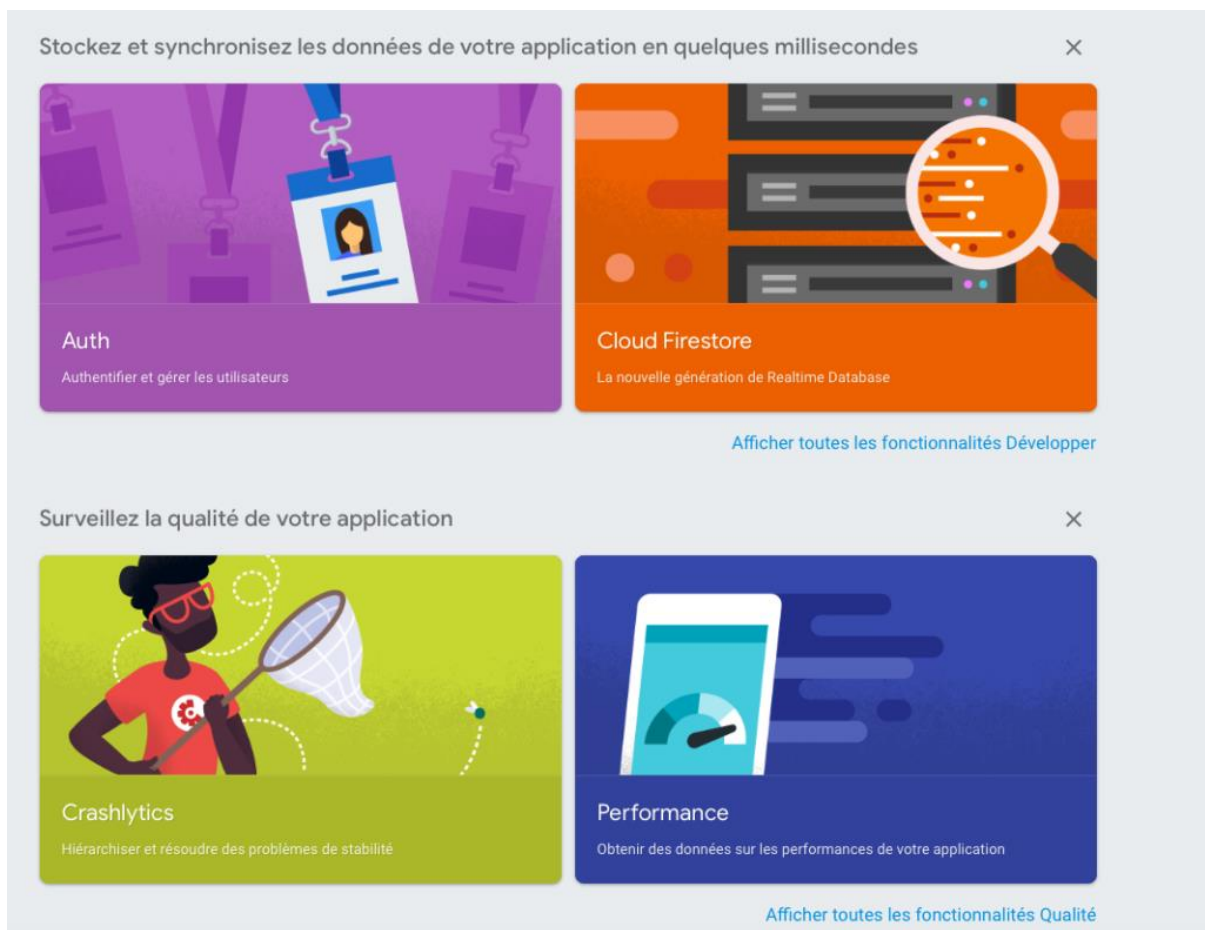 Stockez et synchronisez les données de votre application en quelques millisecondes
Auth
Authentifier et gérer les utilisateurs
Cloud Firestore
La nouvelle génération de Realtime Database
Afficher toutes les fonctionnalités Développer
Surveillez la qualité de votre application
Crashlytics
Hiérarchiser et résoudre des problèmes de stabilité
Performance
Obtenir des données sur les performances de votre application
Afficher toutes les fonctionnalités Qualité